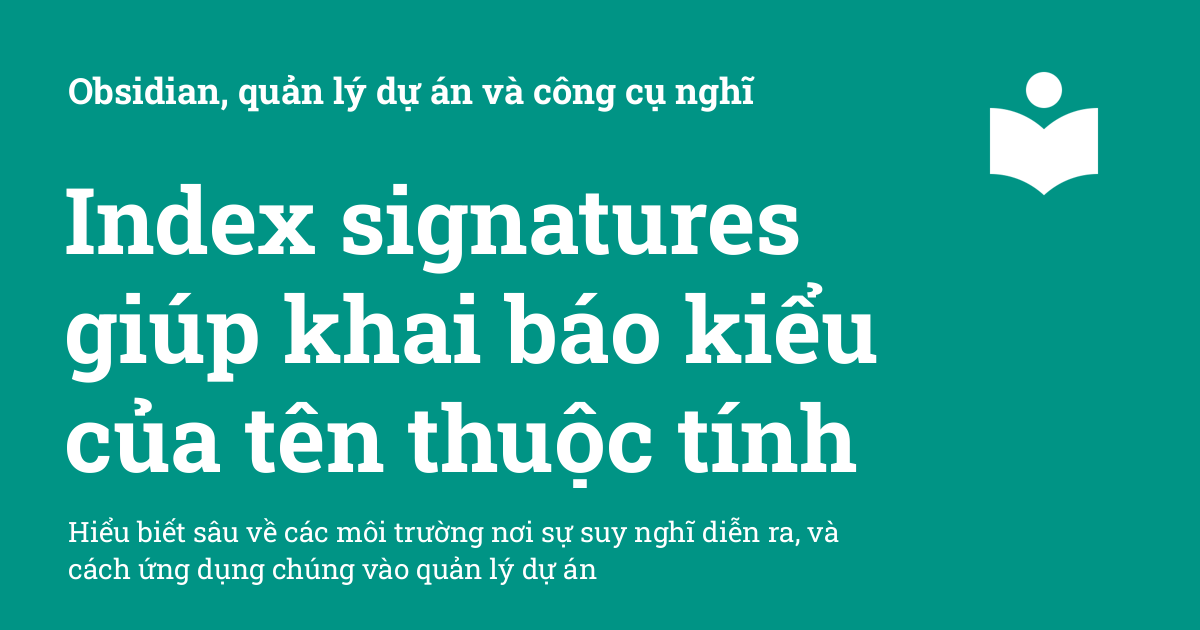 Obsidian, quản lý dự án và công cụ nghĩ
Index signatures
giúp khai báo kiểu
của tên thuộc tính
Hiểu biết sâu về các môi trường nơi sự suy nghĩ diễn ra, và
cách ứng dụng chúng vào quản lý dự án